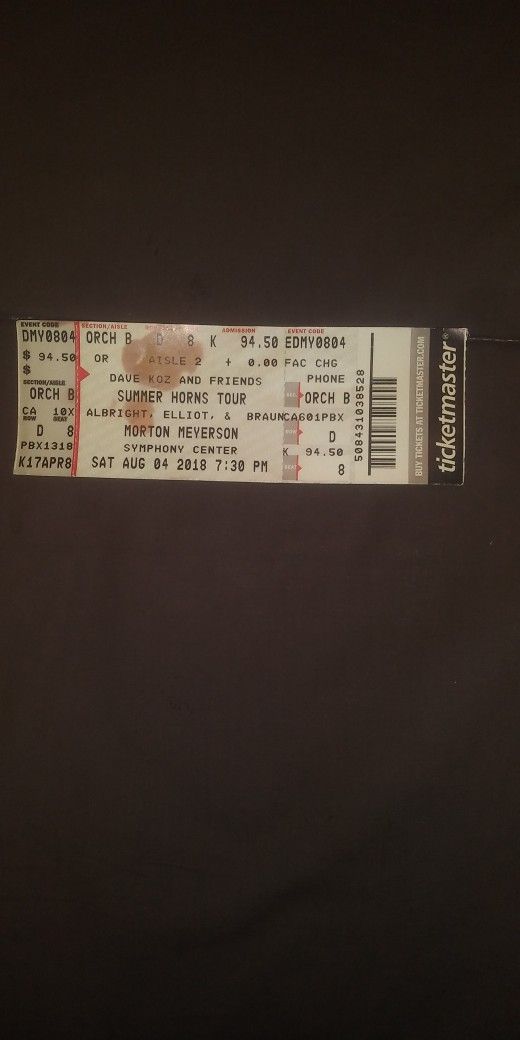 EVENT CODE
DMY0804
$ 94.50
$
SECTION/AISLE
ORCH B
CA 10X
ROW SEAT
D 8
PBX1318
K17APR8
SECTION/AISLE ADMISSION
ORCH B D 8 K 94.50
OR AISLE 2 + 0.00 FAC CHG
DAVE KOZ AND FRIENDS
SUMMER HORNS TOUR
ALBRIGHT, ELLIOT, & BRAUN
MORTON MEYERSON
SYMPHONY CENTER
SAT AUG 04 2018 7:30 PM
EVENT CODE
EDMY0804
PHONE
SEC.
ORCH B
CA601PBX
ROW
D
K 94.50
SEAT
8
508431038528
BUY TICKETS AT TICKETMASTER.COM
ticketmaster®